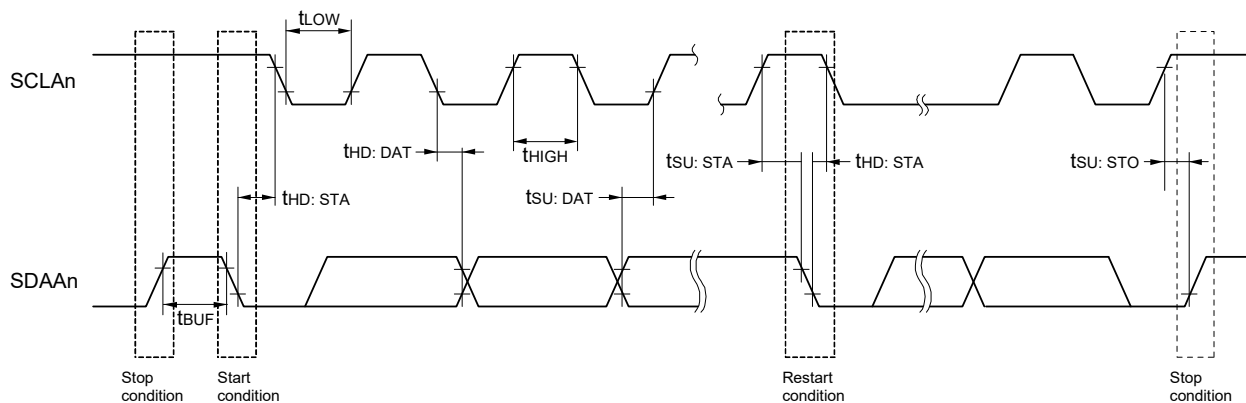 tLOW
SCLAn
tHD: DAT
tHIGH
tSU: STA
tHD: STA
tSU: STO
tHD: STA
tSU: DAT
SDAAn
tBUF
Stop
condition
Start
condition
Restart
condition
Stop
condition